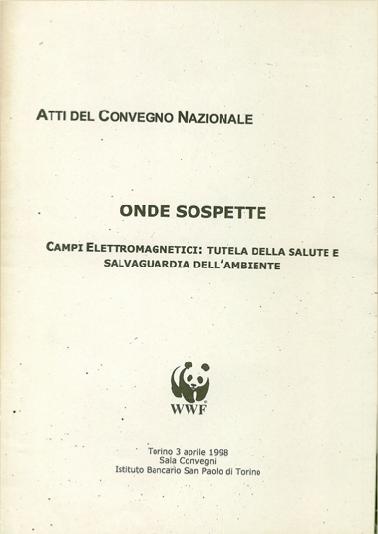 ATTI DEL CONVEGNO NAZIONALE
ONDE SOSPETTE
CAMPI ELETTROMAGNETICI: TUTELA DELLA SALUTE E
SALVAGUARDIA DELL'AMBIENTE
WWF
Torino 3 aprile 1998
Sala Convegni
Istituto Bancario San Paolo di Torino